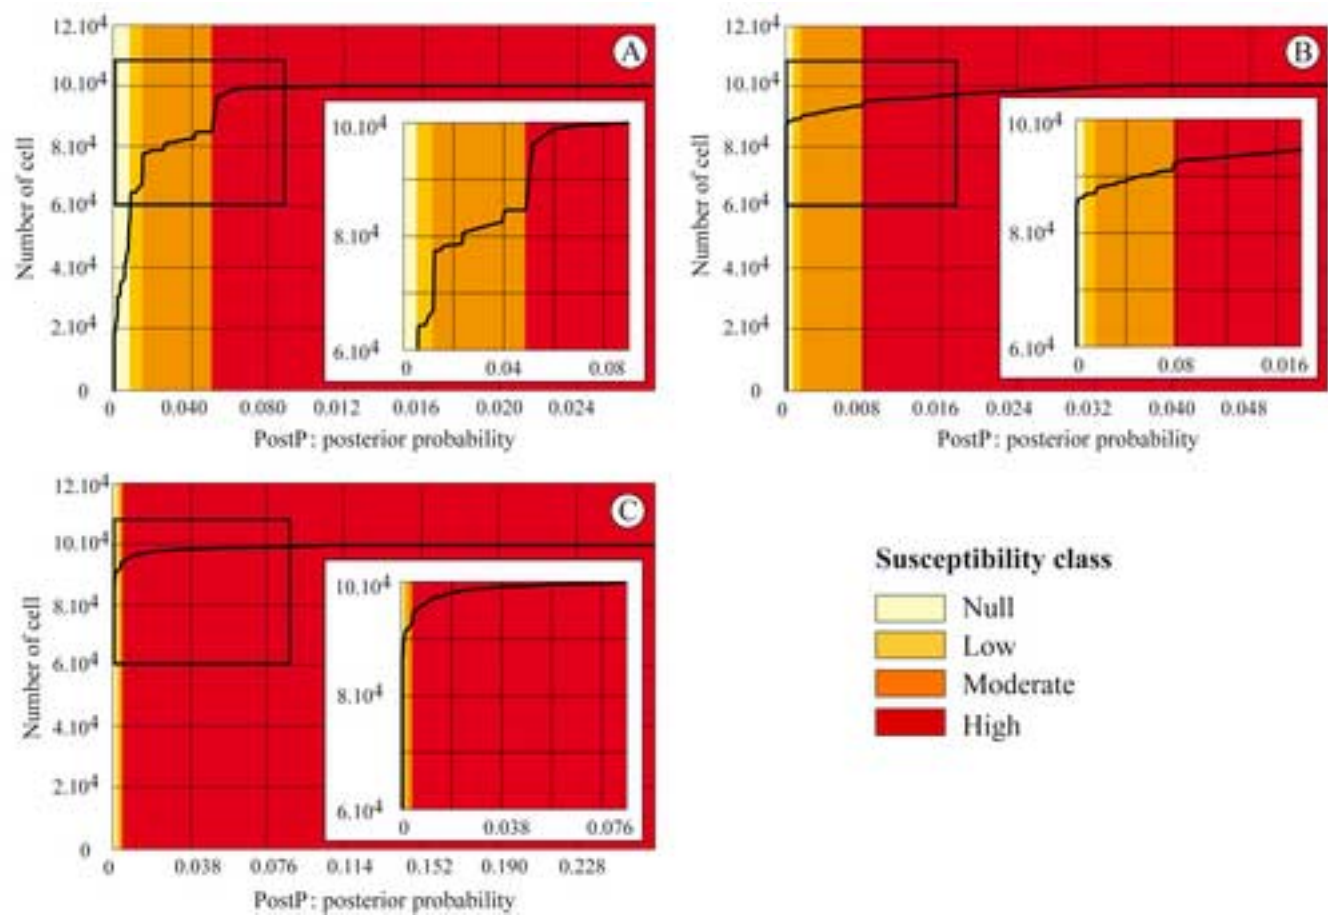 12.10⁴
10.10⁴
8.10⁴
6.10⁴
4.10⁴
2.10⁴
0
Number of cell
A
10.10⁴
8.10⁴
6.10⁴
0 0.04 0.08
0 0.040 0.080 0.012 0.016 0.020 0.024
PostP: posterior probability
12.10⁴
10.10⁴
8.10⁴
6.10⁴
4.10⁴
2.10⁴
0
Number of cell
B
10.10⁴
8.10⁴
6.10⁴
0 0.08 0.016
0 0.008 0.016 0.024 0.032 0.040 0.048
PostP: posterior probability
12.10⁴
10.10⁴
8.10⁴
6.10⁴
4.10⁴
2.10⁴
0
Number of cell
C
10.10⁴
8.10⁴
6.10⁴
0 0.038 0.076
0 0.038 0.076 0.114 0.152 0.190 0.228
PostP: posterior probability
Susceptibility class
Null
Low
Moderate
High